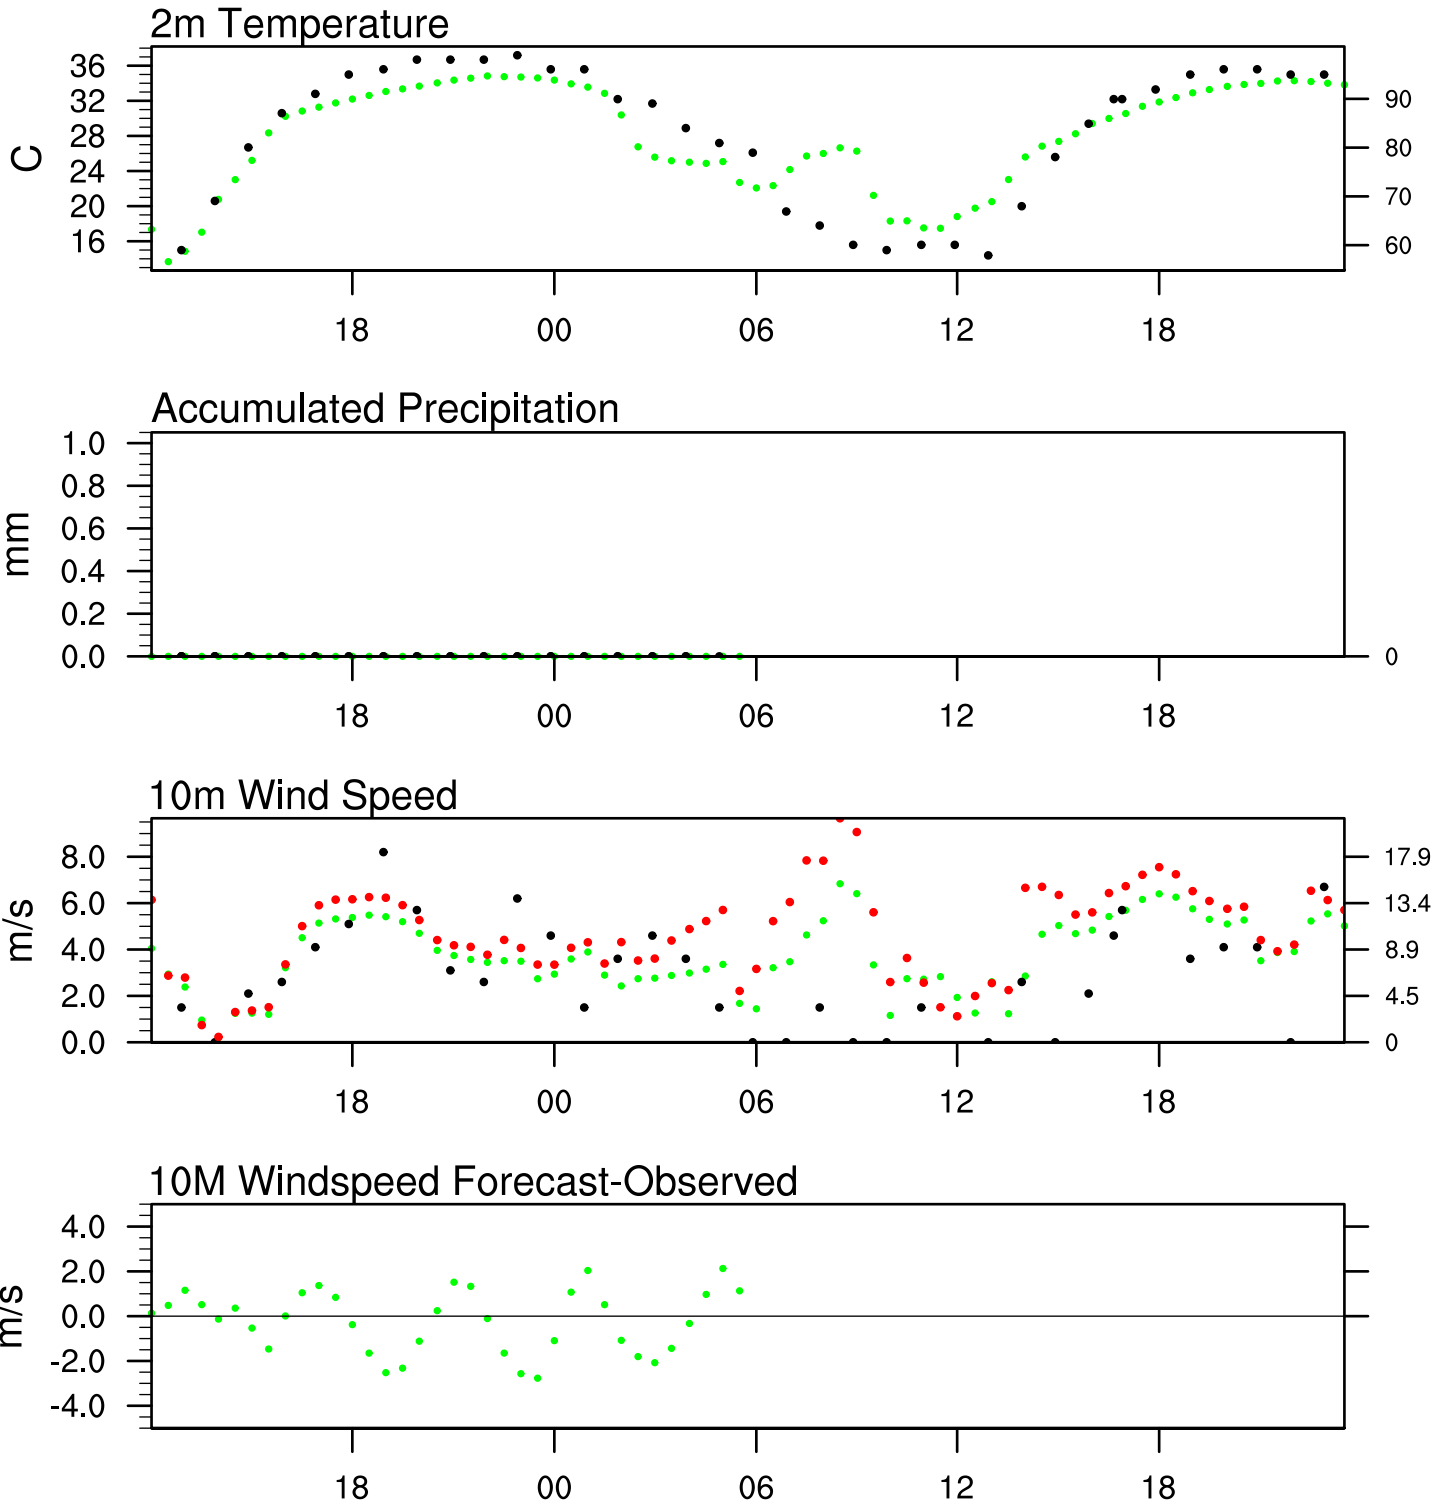 2m Temperature
C
36
32
28
24
20
16
90
80
70
60
18 00 06 12 18
Accumulated Precipitation
mm
1.0
0.8
0.6
0.4
0.2
0.0
0
18 00 06 12 18
10m Wind Speed
m/s
8.0
6.0
4.0
2.0
0.0
17.9
13.4
8.9
4.5
0
18 00 06 12 18
10M Windspeed Forecast-Observed
m/s
4.0
2.0
0.0
-2.0
-4.0
18 00 06 12 18